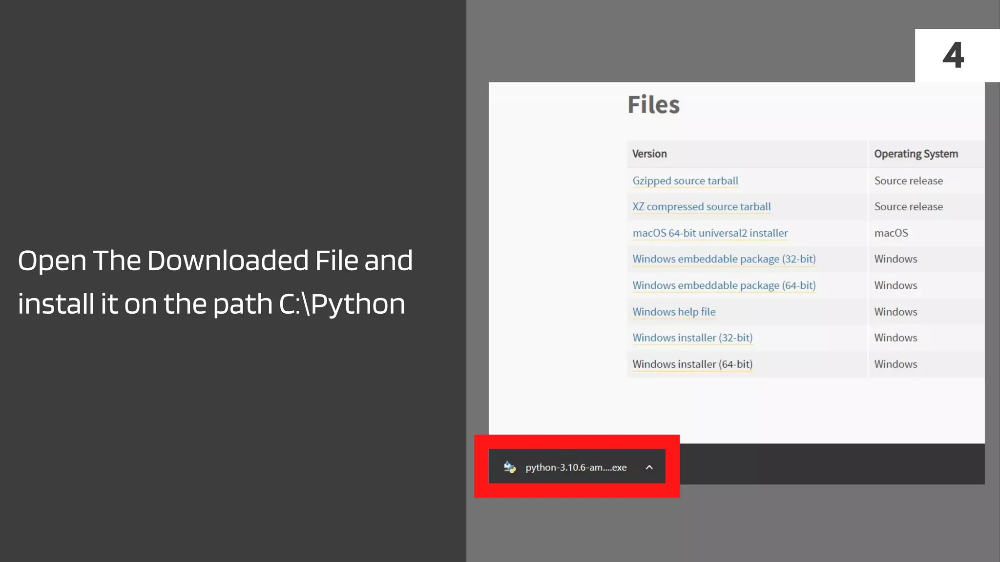 4
Open The Downloaded File and
install it on the path C:\Python
Files
Version Operating System
Gzipped source tarball Source release
XZ compressed source tarball Source release
macOS 64-bit universal2 installer macOS
Windows embeddable package (32-bit) Windows
Windows embeddable package (64-bit) Windows
Windows help file Windows
Windows installer (32-bit) Windows
Windows installer (64-bit) Windows
python-3.10.6-am....exe